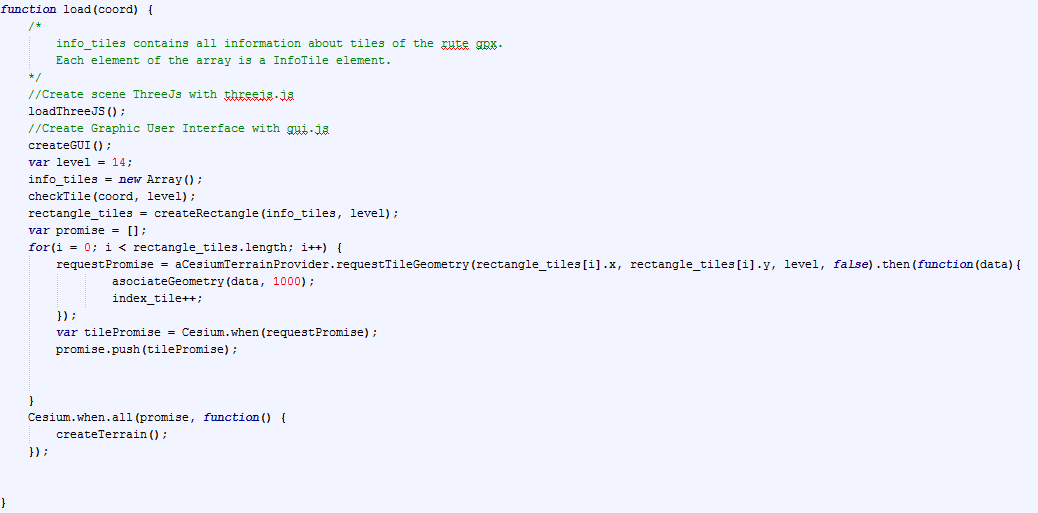 function load(coord) {
    /*
        info_tiles contains all information about tiles of the rute gpx.
        Each element of the array is a InfoTile element.
    */
    //Create scene ThreeJs with threejs.js
    loadThreeJS();
    //Create Graphic User Interface with gui.js
    createGUI();
    var level = 14;
    info_tiles = new Array();
    checkTile(coord, level);
    rectangle_tiles = createRectangle(info_tiles, level);
    var promise = [];
    for(i = 0; i < rectangle_tiles.length; i++) {
        requestPromise = aCesiumTerrainProvider.requestTileGeometry(rectangle_tiles[i].x, rectangle_tiles[i].y, level, false).then(function(data){
                asociateGeometry(data, 1000);
                index_tile++;
        });
        var tilePromise = Cesium.when(requestPromise);
        promise.push(tilePromise);
    }
    Cesium.when.all(promise, function() {
        createTerrain();
    });
}